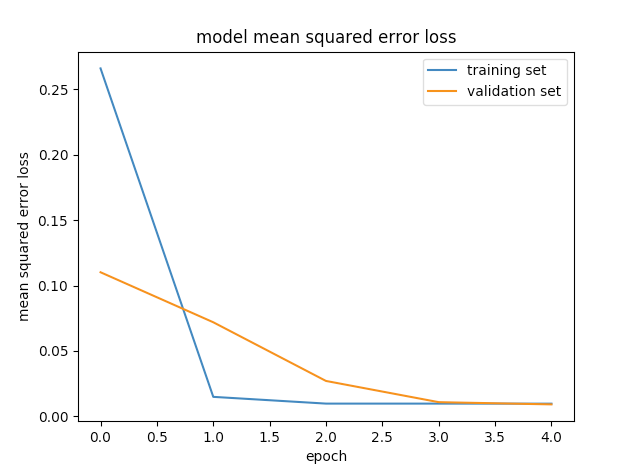 model mean squared error loss
training set
validation set
mean squared error loss
0.25
0.20
0.15
0.10
0.05
0.00
0.0 0.5 1.0 1.5 2.0 2.5 3.0 3.5 4.0
epoch